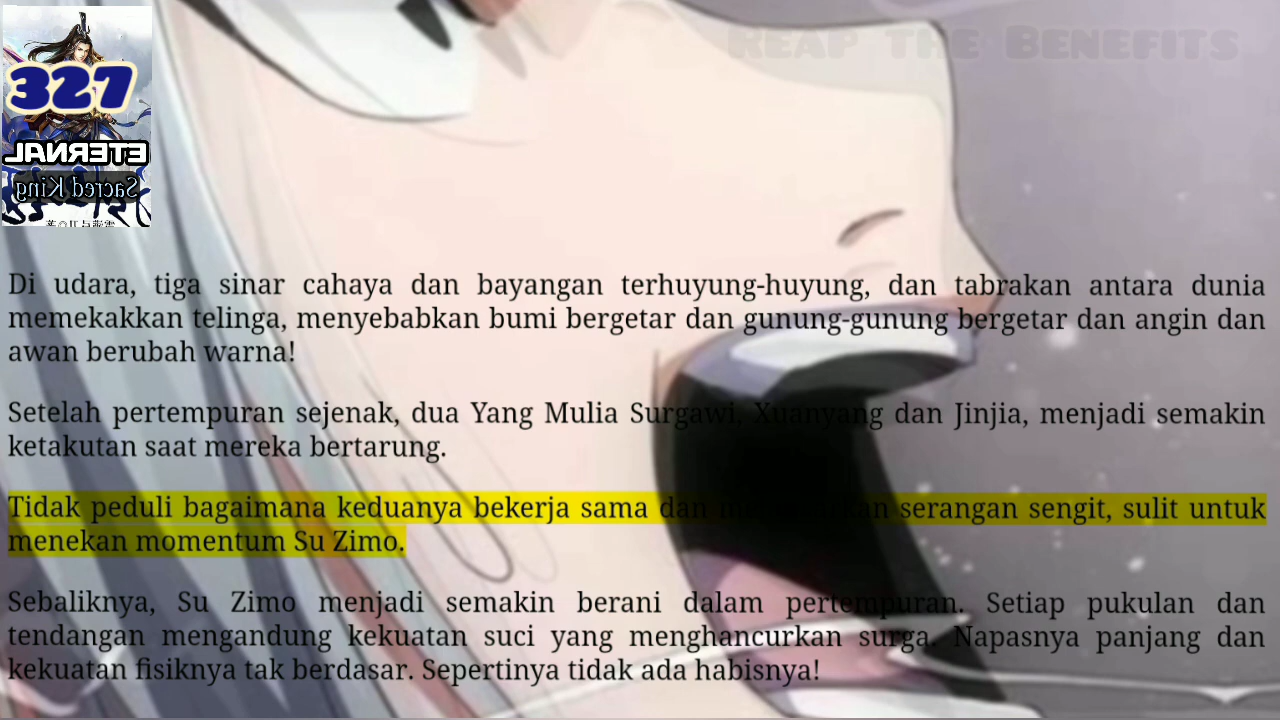 Reap the Benefits
327
ETERNAL
Sacred King
Di udara, tiga sinar cahaya dan bayangan terhuyung-huyung, dan tabrakan antara dunia
memekakkan telinga, menyebabkan bumi bergetar dan gunung-gunung bergetar dan angin dan
awan berubah warna!
Setelah pertempuran sejenak, dua Yang Mulia Surgawi, Xuanyang dan Jinjia, menjadi semakin
ketakutan saat mereka bertarung.
Tidak peduli bagaimana keduanya bekerja sama dan serangan sengit, sulit untuk
menekan momentum Su Zimo.
Sebaliknya, Su Zimo menjadi semakin berani dalam pertempuran. Setiap pukulan dan
tendangan mengandung kekuatan suci yang menghancurkan surga. Napasnya panjang dan
kekuatan fisiknya tak berdasar. Sepertinya tidak ada habisnya!